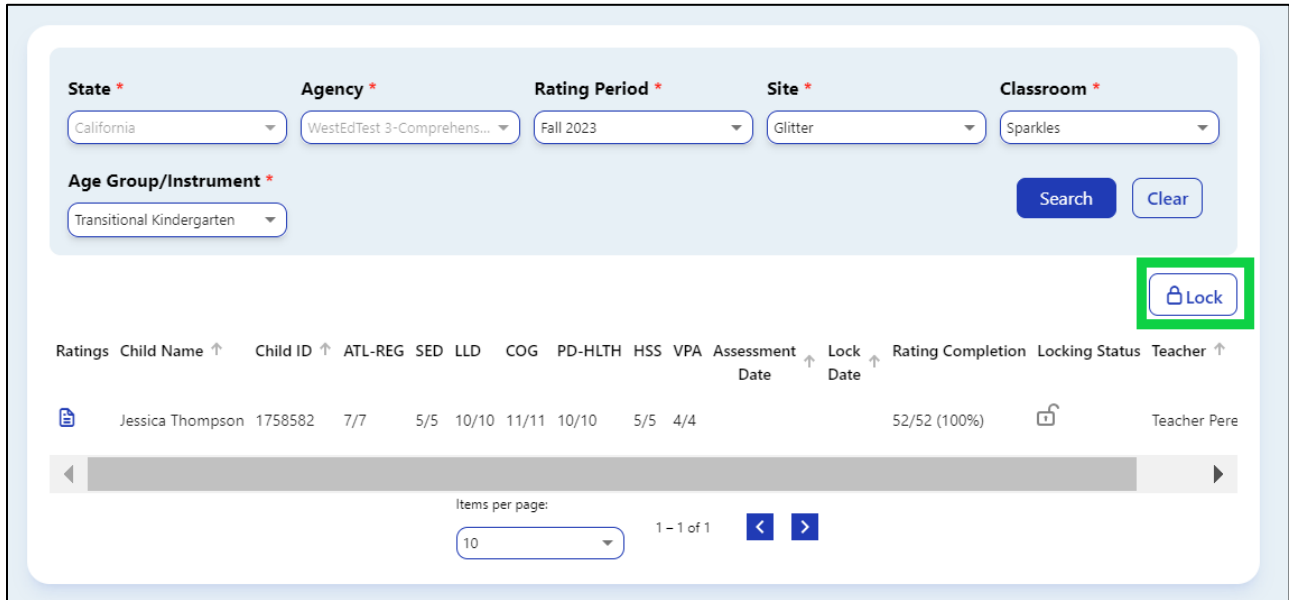 State * Agency * Rating Period * Site * Classroom *
California WestEdTest 3-Comprehens... Fall 2023 Glitter Sparkles
Age Group/Instrument *
Transitional Kindergarten Search Clear
Lock
Ratings Child Name ↑ Child ID ↑ ATL-REG SED LLD COG PD-HLTH HSS VPA Assessment Date ↑ Lock Date ↑ Rating Completion Locking Status Teacher ↑
Jessica Thompson 1758582 7/7 5/5 10/10 11/11 10/10 5/5 4/4 52/52 (100%) Teacher Pere
Items per page:
10 1 – 1 of 1 < >